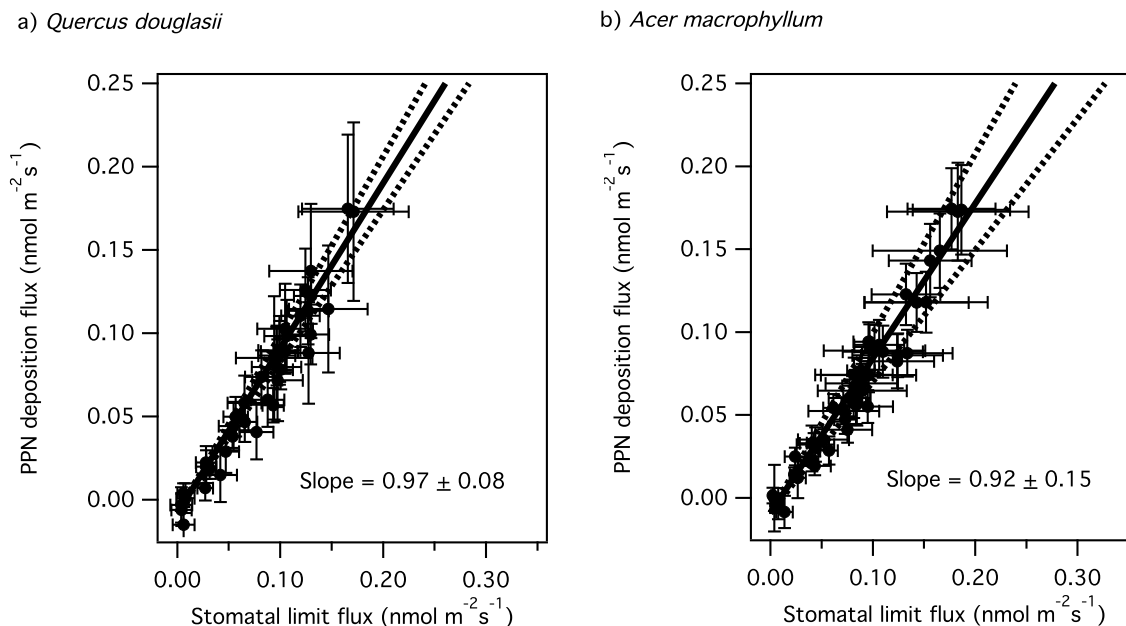 a) Quercus douglasii
PPN deposition flux (nmol m-2 s-1)
0.25
0.20
0.15
0.10
0.05
0.00
Slope = 0.97 ± 0.08
0.00 0.10 0.20 0.30
Stomatal limit flux (nmol m-2s-1)
b) Acer macrophyllum
PPN deposition flux (nmol m-2 s-1)
0.25
0.20
0.15
0.10
0.05
0.00
Slope = 0.92 ± 0.15
0.00 0.10 0.20 0.30
Stomatal limit flux (nmol m-2s-1)